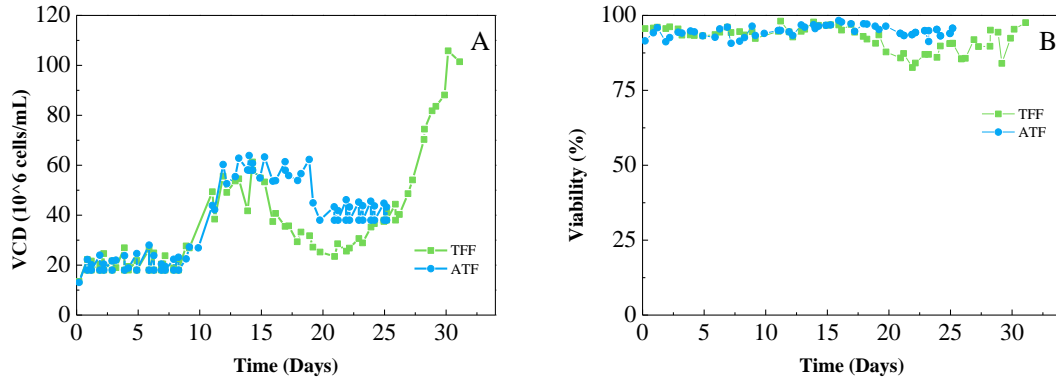 A
VCD (10^6 cells/mL)
120
100
80
60
40
20
0
TFF
ATF
0 5 10 15 20 25 30
Time (Days)
B
Viability (%)
100
75
50
25
0
TFF
ATF
0 5 10 15 20 25 30
Time (Days)